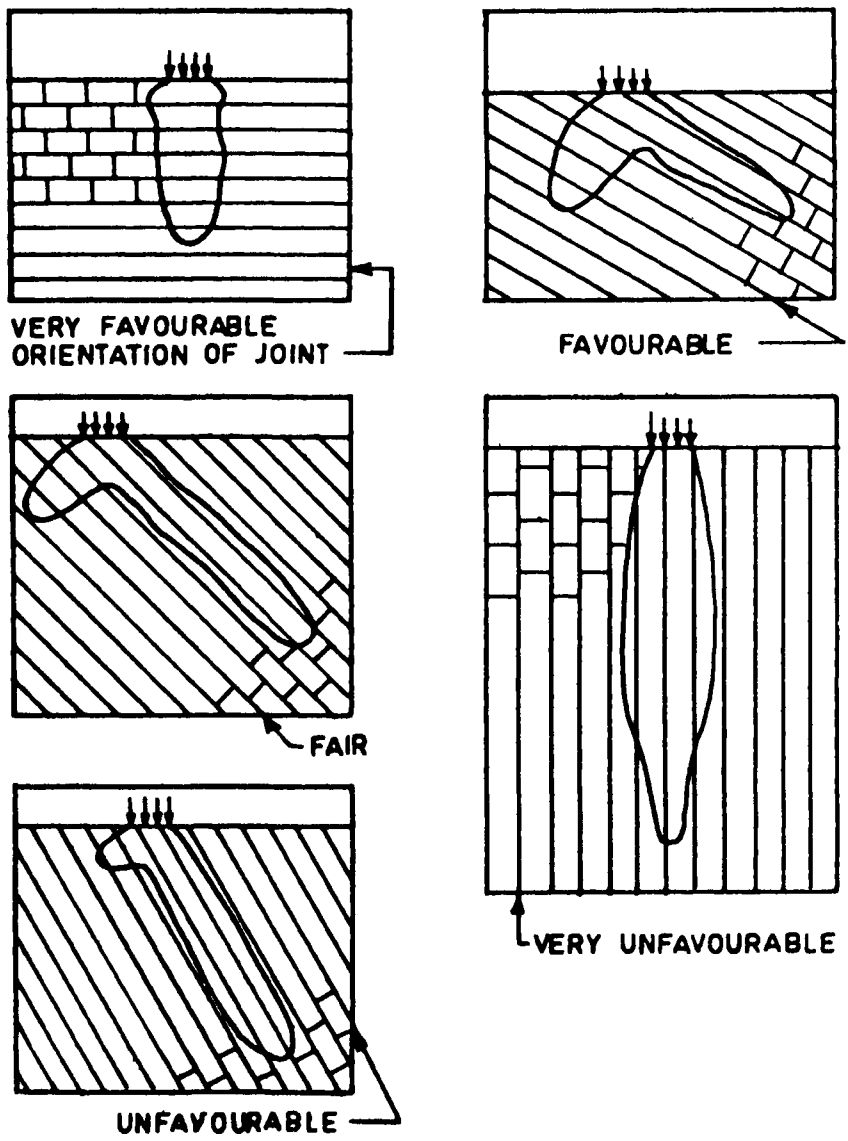 VERY FAVOURABLE
ORIENTATION OF JOINT
FAVOURABLE
FAIR
VERY UNFAVOURABLE
UNFAVOURABLE